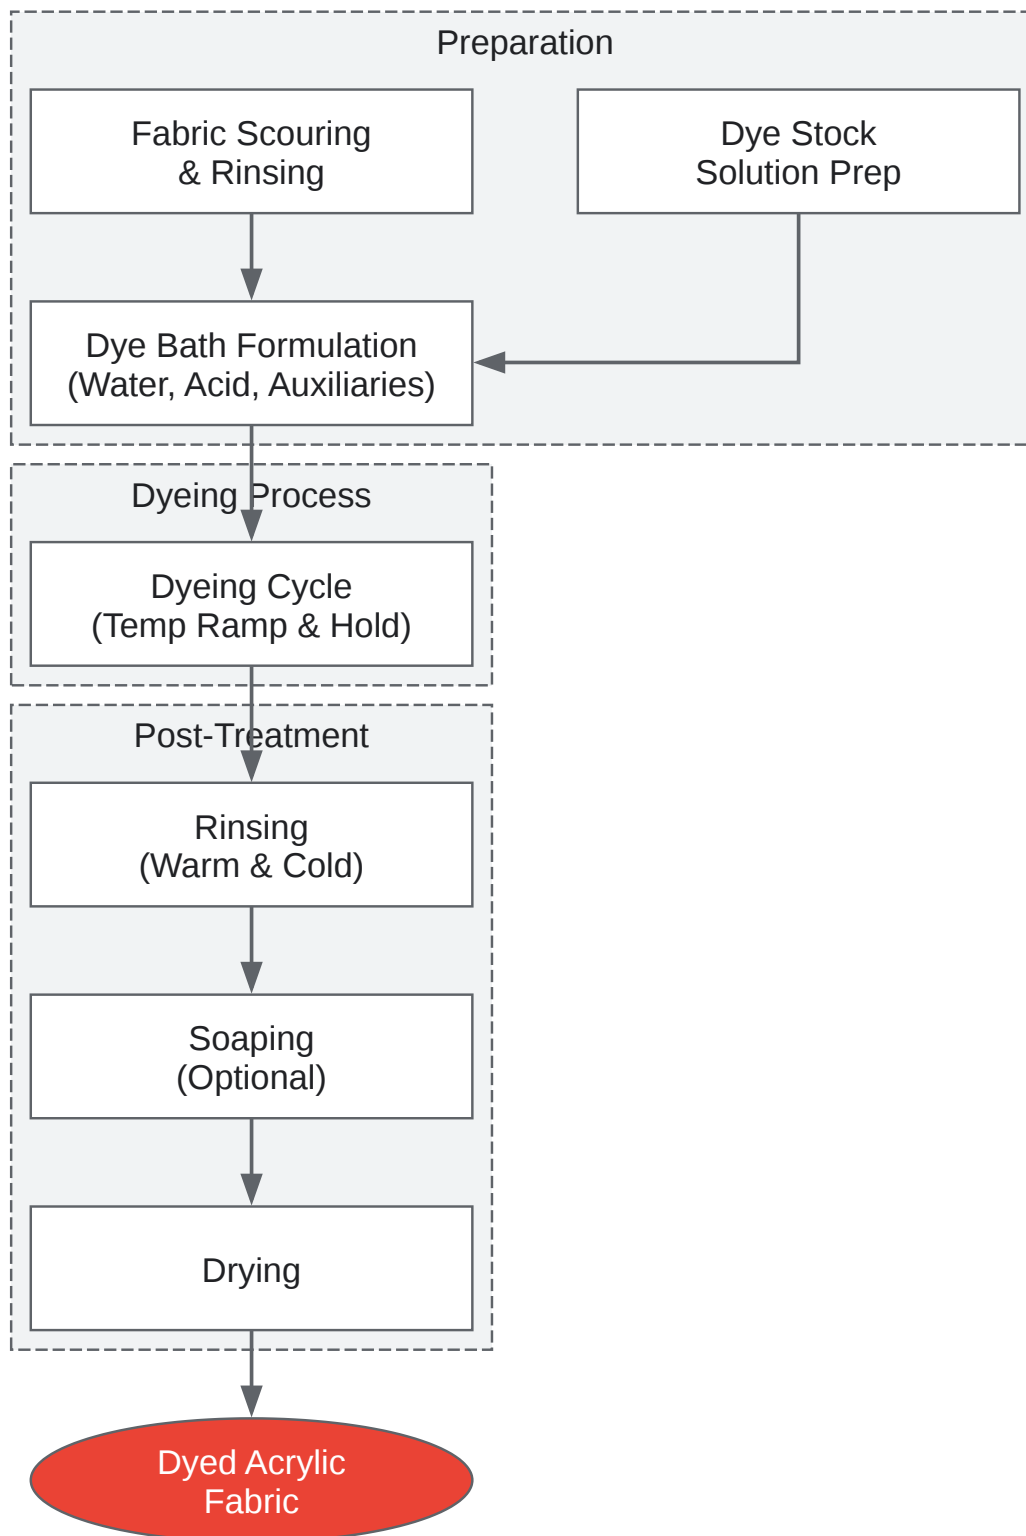 Preparation
Fabric Scouring
& Rinsing
Dye Stock
Solution Prep
Dye Bath Formulation
(Water, Acid, Auxiliaries)
Dyeing Process
Dyeing Cycle
(Temp Ramp & Hold)
Post-Treatment
Rinsing
(Warm & Cold)
Soaping
(Optional)
Drying
Dyed Acrylic
Fabric